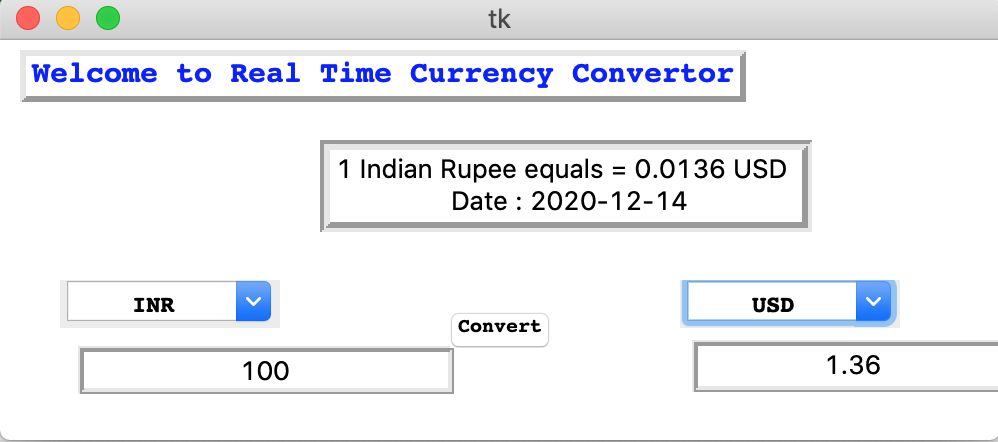 tk
Welcome to Real Time Currency Convertor
1 Indian Rupee equals = 0.0136 USD
Date : 2020-12-14
INR
USD
Convert
100
1.36